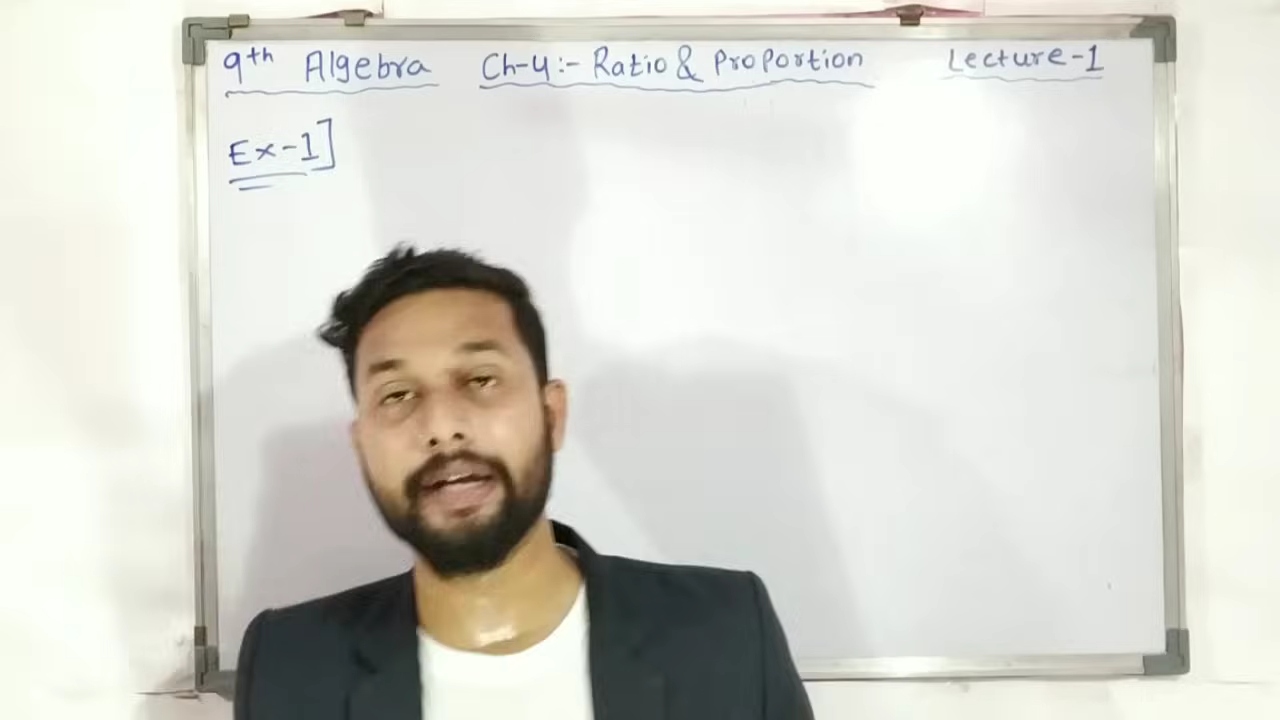 9th Algebra Ch-4:- Ratio & Proportion Lecture-1
Ex-1]